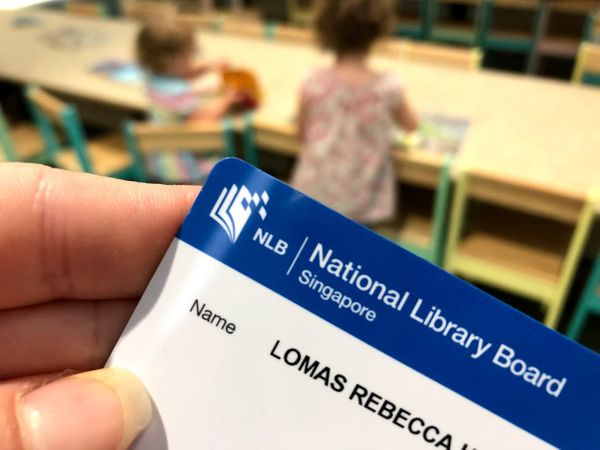 NLB
National Library Board
Singapore
Name
LOMAS REBECCA